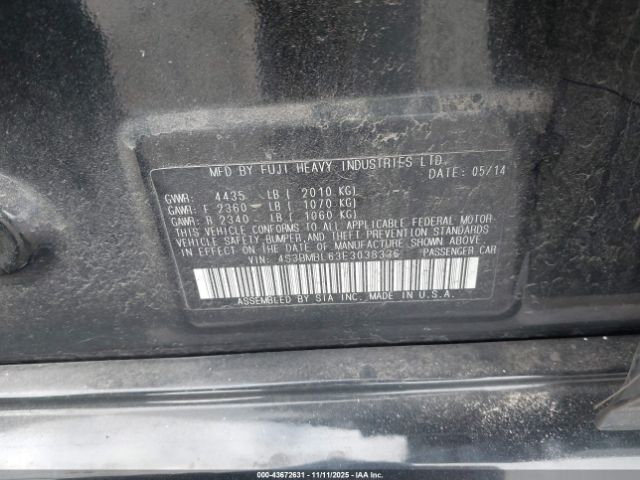 MFD BY FUJI HEAVY INDUSTRIES LTD.
DATE: 05/14
GVWR: 4435 LB( 2010 KG)
GAWR: F 2360 LB( 1070 KG)
GAWR: R 2340 LB( 1060 KG)
THIS VEHICLE CONFORMS TO ALL APPLICABLE FEDERAL MOTOR
VEHICLE SAFETY, BUMPER, AND THEFT PREVENTION STANDARDS
IN EFFECT ON THE DATE OF MANUFACTURE SHOWN ABOVE.
VIN: 4S3BMBL63E3038336 PASSENGER CAR
ASSEMBLED BY SIA INC. MADE IN U.S.A.
000-43672631 - 11/11/2025 - IAA Inc.